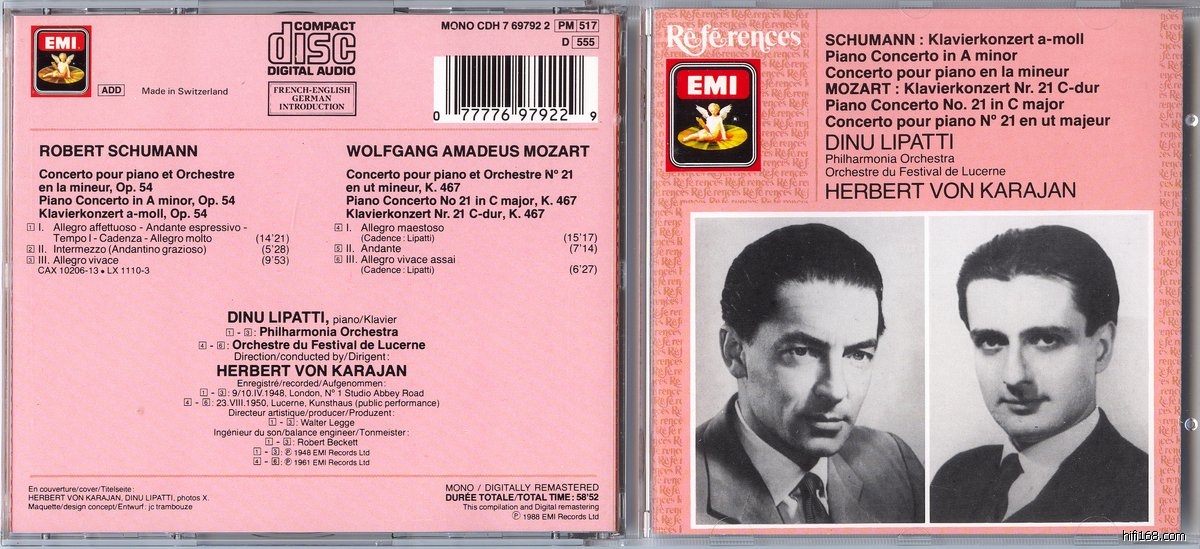 EMI
ADD
Made in Switzerland
COMPACT
disc
DIGITAL AUDIO
FRENCH-ENGLISH
GERMAN
INTRODUCTION
MONO CDH 7 69792 2 PM 517
D 555
0 77776 97922 9
ROBERT SCHUMANN
Concerto pour piano et Orchestre
en la mineur, Op. 54
Piano Concerto in A minor, Op. 54
Klavierkonzert a-moll, Op. 54
1 I. Allegro affettuoso - Andante espressivo -
Tempo I - Cadenza - Allegro molto (14'21)
2 II. Intermezzo (Andantino grazioso) (5'28)
3 III. Allegro vivace (9'53)
CAX 10206-13 • LX 1110-3
WOLFGANG AMADEUS MOZART
Concerto pour piano et Orchestre Nº 21
en ut mineur, K. 467
Piano Concerto No 21 in C major, K. 467
Klavierkonzert Nr. 21 C-dur, K. 467
4 I. Allegro maestoso
(Cadence : Lipatti) (15'17)
5 II. Andante (7'14)
6 III. Allegro vivace assai
(Cadence : Lipatti) (6'27)
DINU LIPATTI, piano/Klavier
1 - 3 : Philharmonia Orchestra
4 - 6 : Orchestre du Festival de Lucerne
Direction/conducted by/Dirigent :
HERBERT VON KARAJAN
Enregistré/recorded/Aufgenommen :
1 - 3 : 9/10.IV.1948, London, Nº 1 Studio Abbey Road
4 - 6 : 23.VIII.1950, Lucerne, Kunsthaus (public performance)
Directeur artistique/producer/Produzent :
1 - 3 : Walter Legge
Ingénieur du son/balance engineer/Tonmeister :
1 - 3 : Robert Beckett
1 - 3 : ℗ 1948 EMI Records Ltd
4 - 6 : ℗ 1961 EMI Records Ltd
En couverture/cover/Titelseite :
HERBERT VON KARAJAN, DINU LIPATTI, photos X.
Maquette/design concept/Entwurf : jc trambouze
MONO / DIGITALLY REMASTERED
DURÉE TOTALE/TOTAL TIME : 58'52
This compilation and Digital remastering
℗ 1988 EMI Records Ltd
Références
EMI
SCHUMANN : Klavierkonzert a-moll
Piano Concerto in A minor
Concerto pour piano en la mineur
MOZART : Klavierkonzert Nr. 21 C-dur
Piano Concerto No. 21 in C major
Concerto pour piano Nº 21 en ut majeur
DINU LIPATTI
Philharmonia Orchestra
Orchestre du Festival de Lucerne
HERBERT VON KARAJAN
hifi168.com